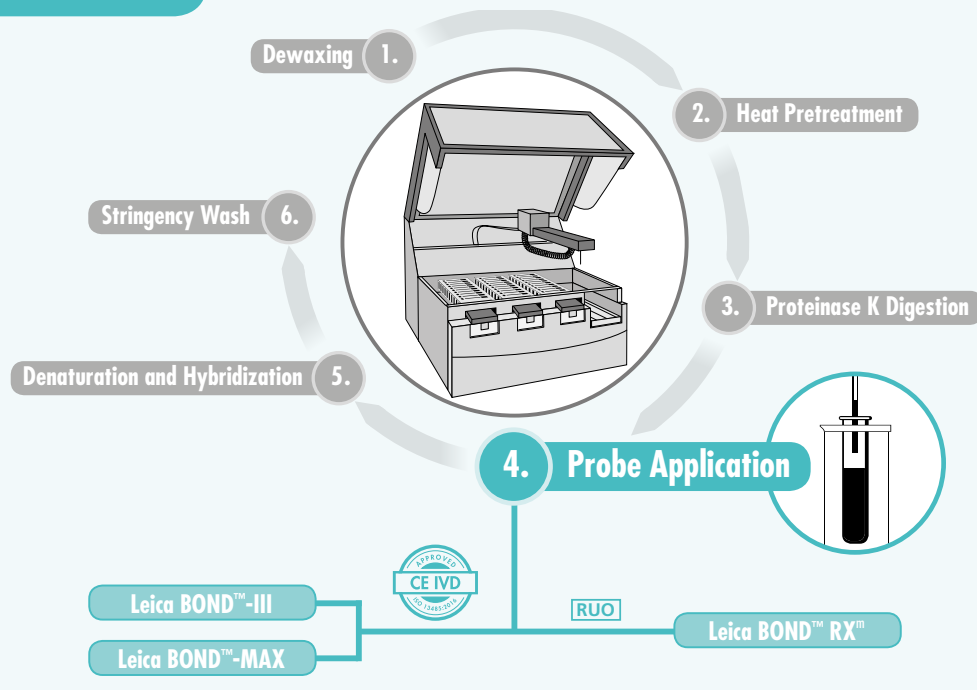 Dewaxing 1.
2. Heat Pretreatment
3. Proteinase K Digestion
4. Probe Application
Denaturation and Hybridization 5.
Stringency Wash 6.
APPROVED
CE IVD
ISO 13485:2016
RUO
Leica BOND™-III
Leica BOND™-MAX
Leica BOND™ RXᵐ